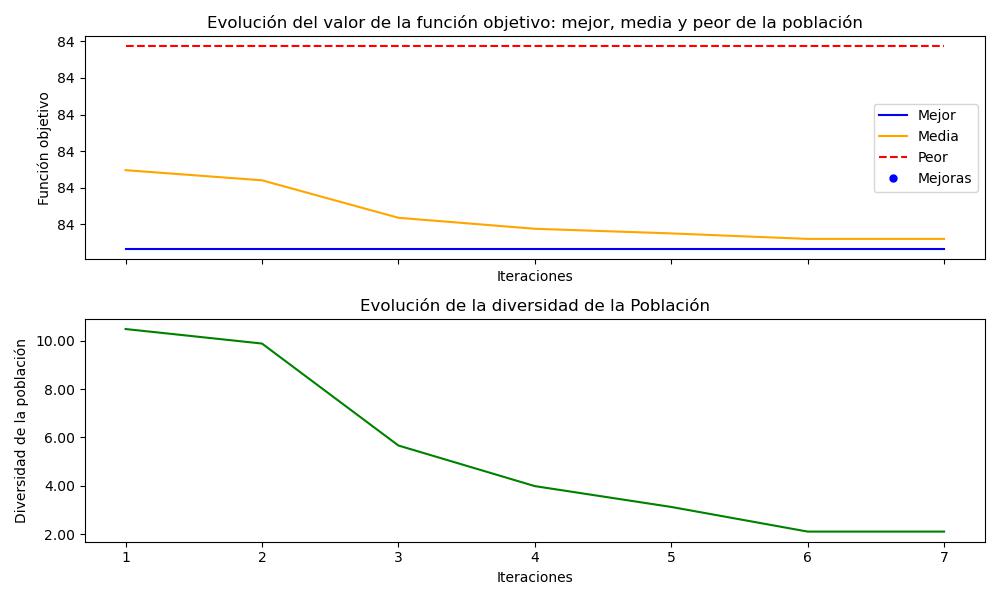 Evolución del valor de la función objetivo: mejor, media y peor de la población
84
84
84
84
84
84
Función objetivo
Mejor
Media
Peor
Mejoras
Iteraciones
Evolución de la diversidad de la Población
10.00
8.00
6.00
4.00
2.00
Diversidad de la población
1 2 3 4 5 6 7
Iteraciones